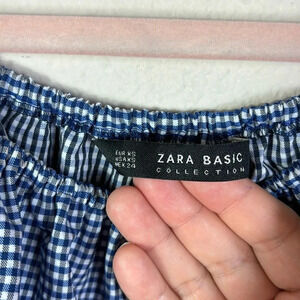 EUR XS
USA XS
MEX 24
ZARA BASIC
COLLECTION